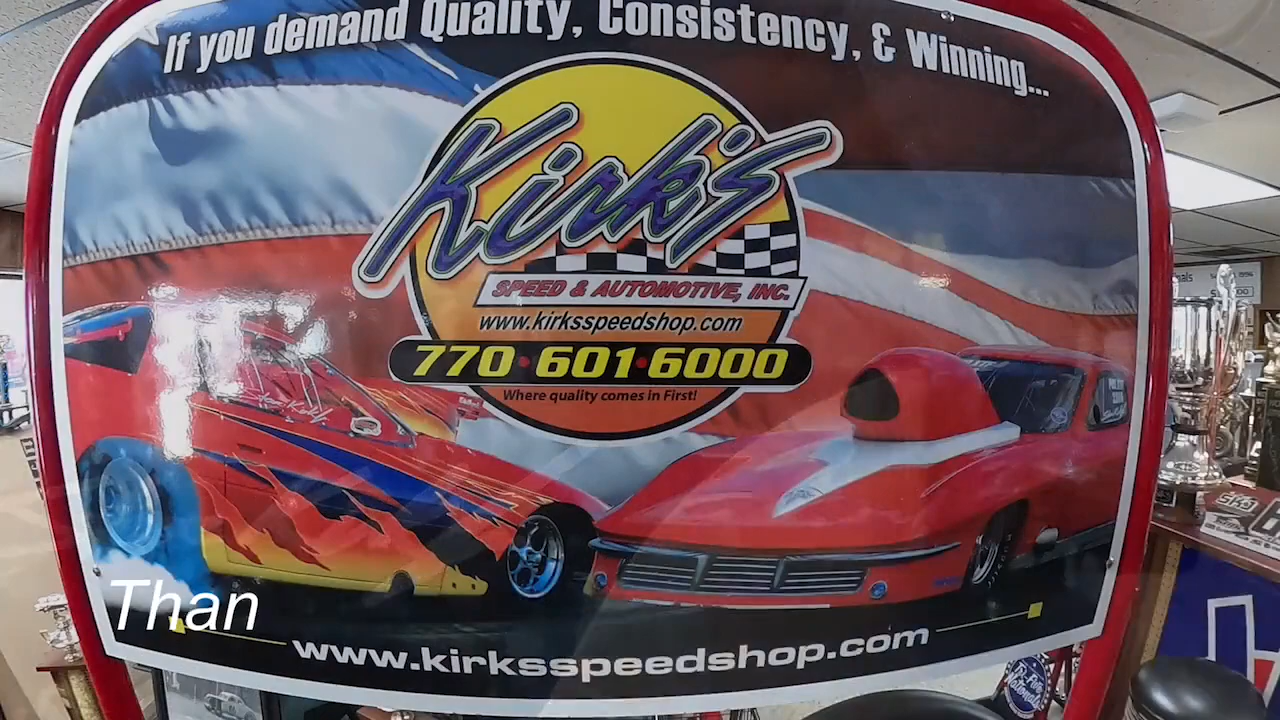 If you demand Quality, Consistency, & Winning...
Kirk's
SPEED & AUTOMOTIVE, INC.
www.kirksspeedshop.com
770•601•6000
Where quality comes in First!
Than
www.kirksspeedshop.com